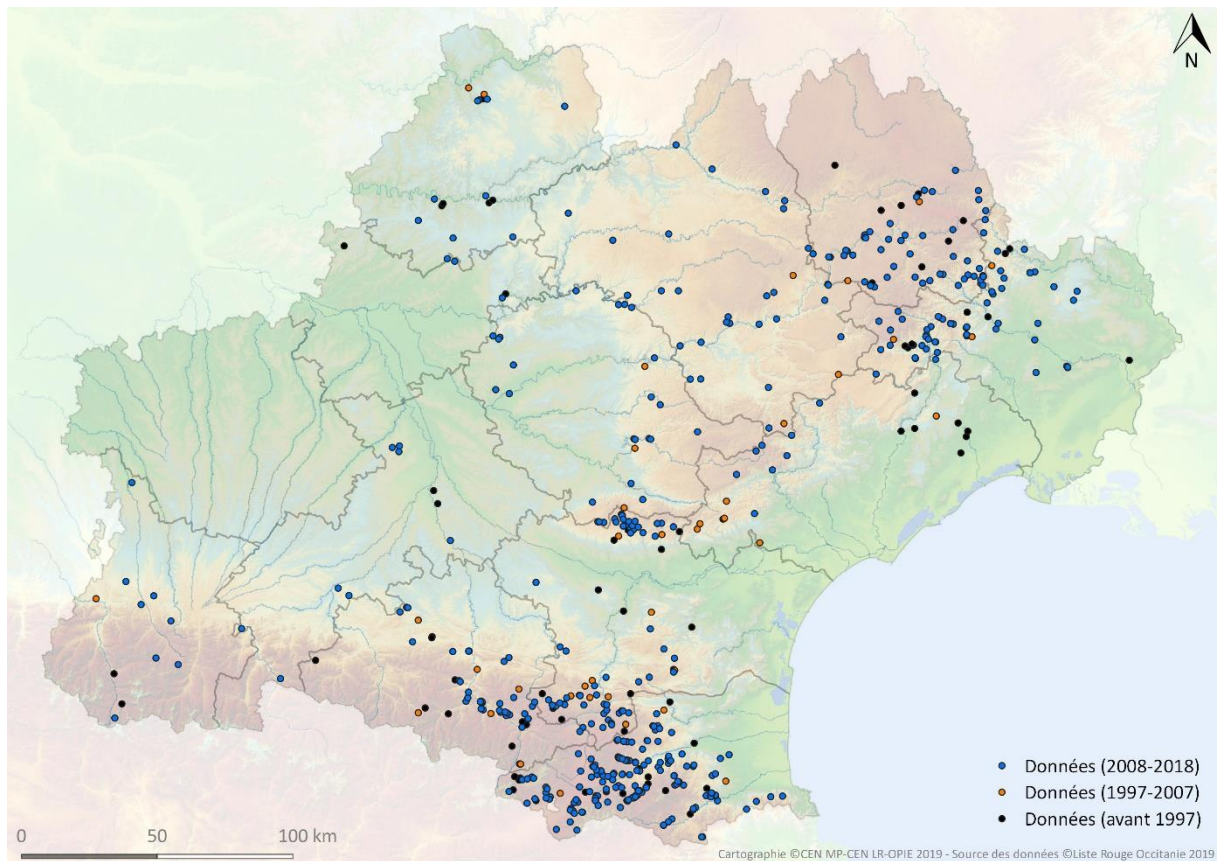 N
Données (2008-2018)
Données (1997-2007)
Données (avant 1997)
0 50 100 km
Cartographie ©CEN MP-CEN LR-OPIE 2019 - Source des données ©Liste Rouge Occitanie 2019